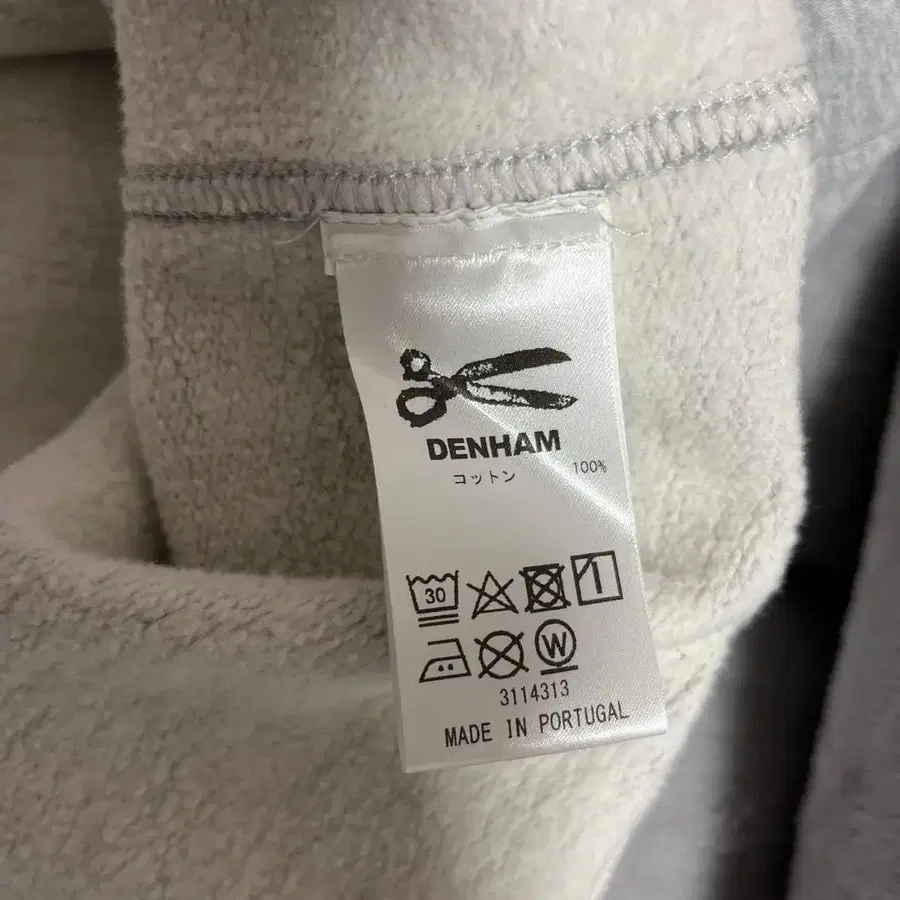 DENHAM
コットン 100%
30
W
3114313
MADE IN PORTUGAL